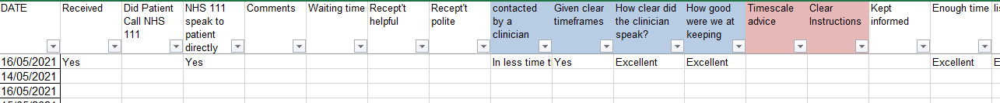 DATE Received Did Patient Call NHS 111 NHS 111 speak to patient directly Comments Waiting time Recept't helpful Recept't polite contacted by a clinician Given clear timeframes How clear did the clinician speak? How good were we at keeping Timescale advice Clear Instructions Kept informed Enough time
16/05/2021 Yes Yes In less time Yes Excellent Excellent Excellent
14/05/2021
16/05/2021